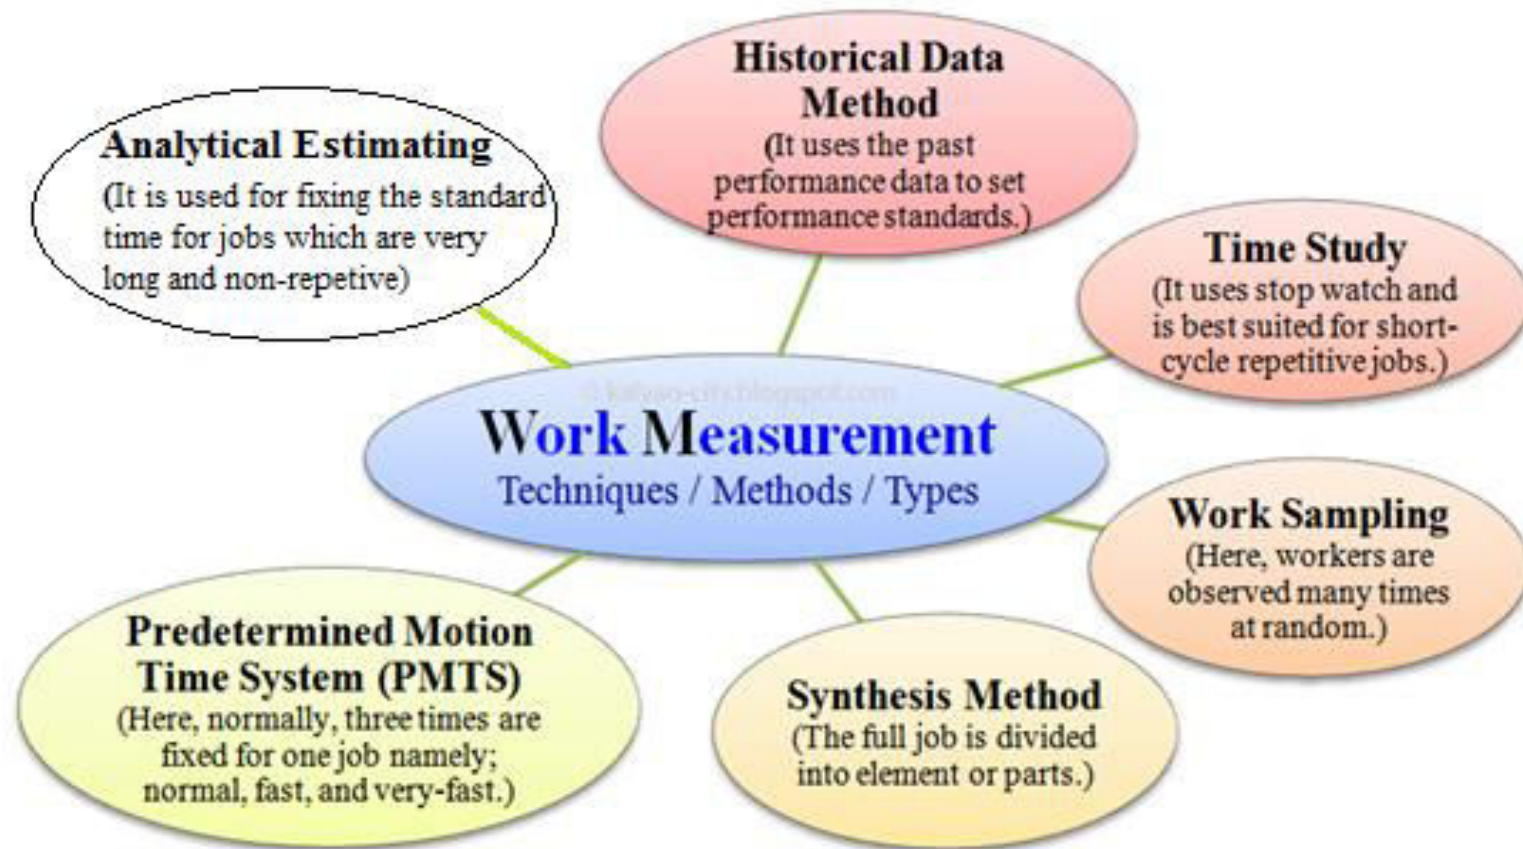 Historical Data
Method
(It uses the past
performance data to set
performance standards.)
Analytical Estimating
(It is used for fixing the standard
time for jobs which are very
long and non-repetive)
Time Study
(It uses stop watch and
is best suited for short-
cycle repetitive jobs.)
Work Measurement
Techniques / Methods / Types
Work Sampling
(Here, workers are
observed many times
at random.)
Predetermined Motion
Time System (PMTS)
(Here, normally, three times are
fixed for one job namely;
normal, fast, and very-fast.)
Synthesis Method
(The full job is divided
into element or parts.)